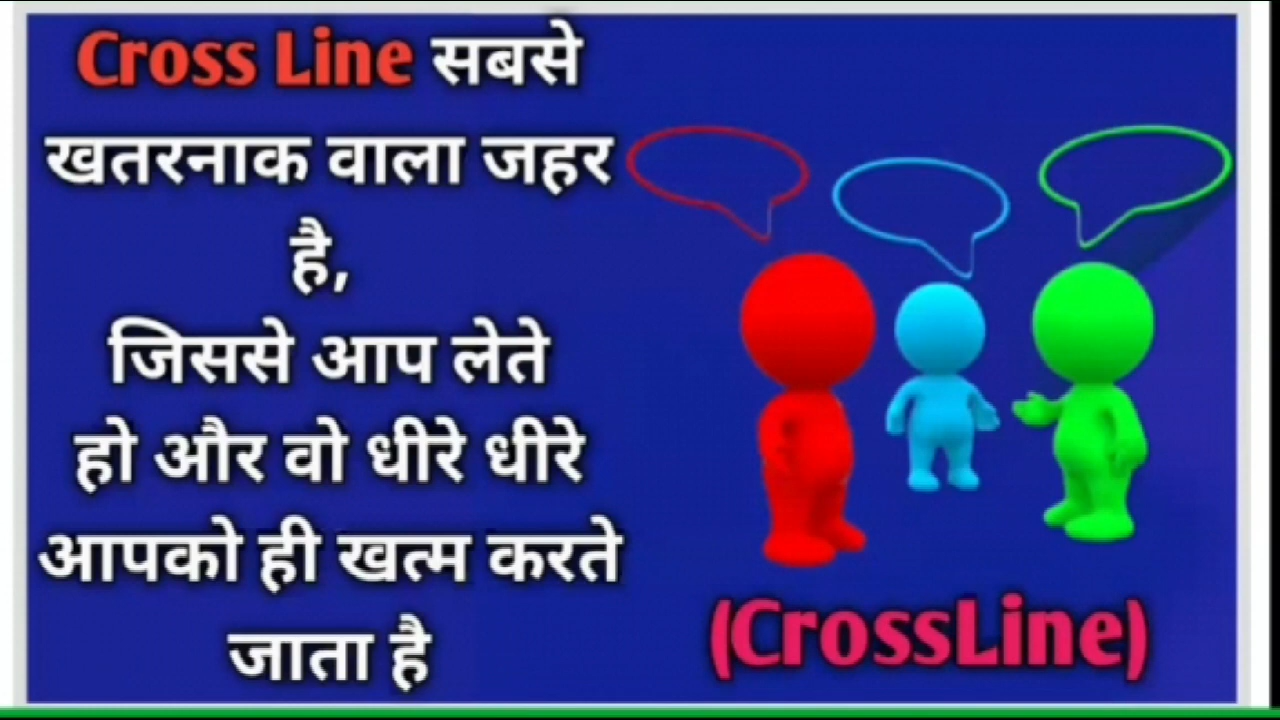 Cross Line सबसे
खतरनाक वाला जहर
है,
जिससे आप लेते
हो और वो धीरे धीरे
आपको ही खत्म करते
जाता है
(CrossLine)